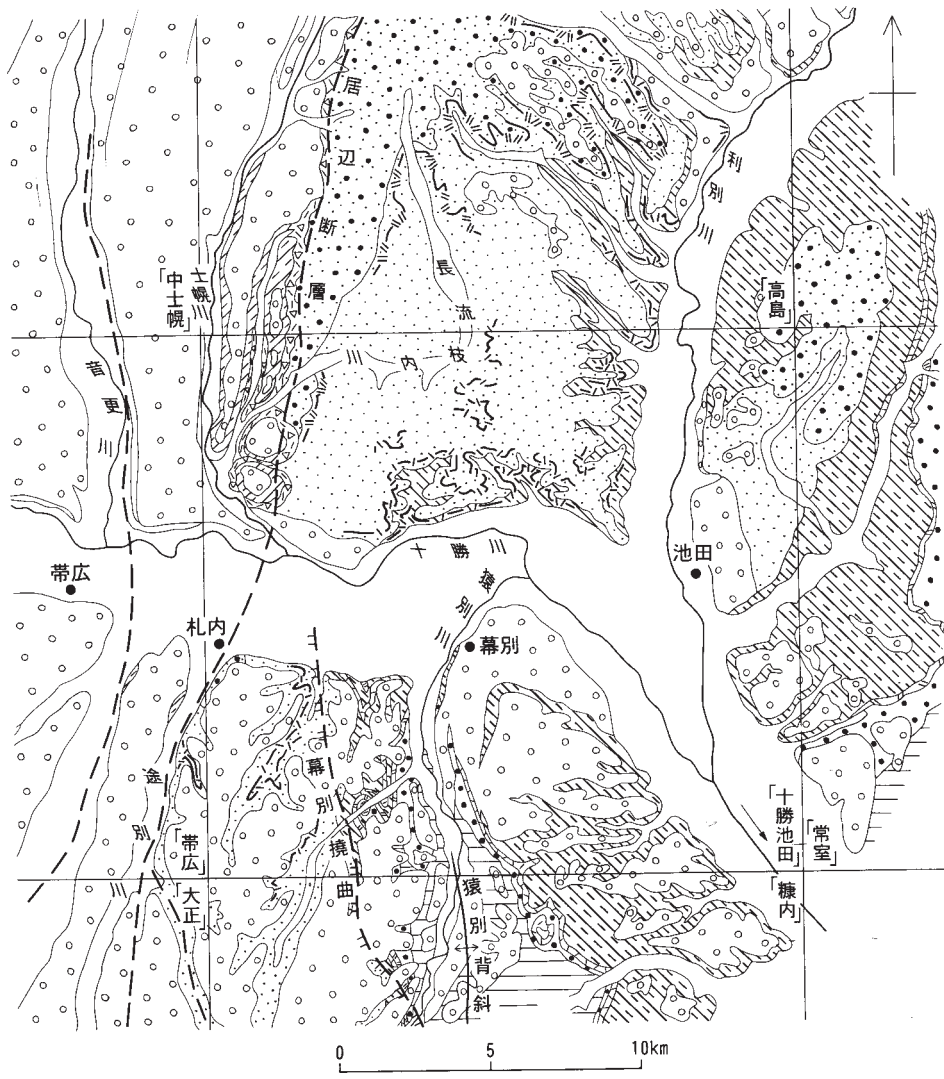 居辺断層
利別川
長流枝内川
「中士幌」
士幌川
「高島」
音更川
十勝川
猿別川
池田
帯広
札内
幕別
途別川
幕別撓曲
「帯広」
「大正」
猿別背斜
「十勝池田」
「常室」
「糠内」
0 5 10km